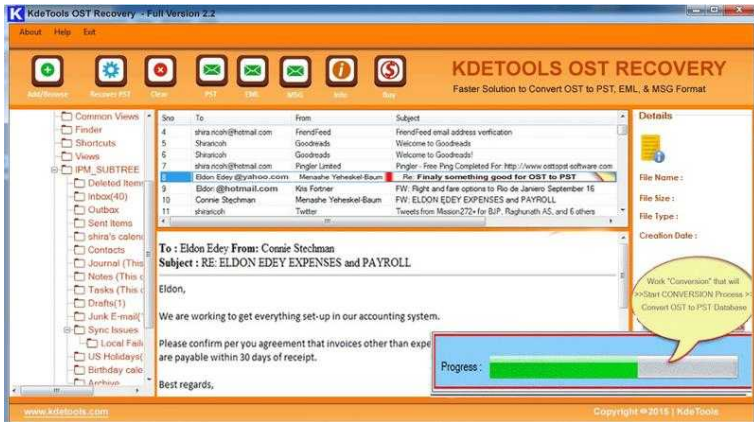 KdeTools OST Recovery - Full Version 2.2
About Help Exit
Add/Browse Recover PST Clear PST EML MSG Info Buy
KDETOOLS OST RECOVERY
Faster Solution to Convert OST to PST, EML, & MSG Format
Common Views
Finder
Shortcuts
Views
IPM_SUBTREE
Deleted Items
Inbox(40)
Outbox
Sent Items
shira's calen
Contacts
Journal (This c
Notes (This c
Tasks (This c
Drafts(1)
Junk E-mail(
Sync Issues
Local Failu
US Holidays(
Birthday cale
Archive
Sno To From Subject
4 shira.ricoh@hotmail.com FriendFeed FriendFeed email address verification
5 Shiraricoh Goodreads Welcome to Goodreads
6 Shiraricoh Goodreads Welcome to Goodreads!
7 shira.ricoh@hotmail.com Pingler Limited Pingler - Free Ping Completed For: http://www.osttopst-software.com
8 Eldon Edey @yahoo.com Menashe Yeheskel-Baum Re: Finaly something good for OST to PST
9 Eldon @hotmail.com Kris Fortner FW: Right and fare options to Rio de Janiero September 16
10 Connie Stechman Menashe Yeheskel-Baum FW: ELDON EDEY EXPENSES and PAYROLL
11 shiraricoh Twitter Tweets from Mission272+ for BJP, Raghunath AS, and 6 others
To : Eldon Edey From: Connie Stechman
Subject : RE: ELDON EDEY EXPENSES and PAYROLL
Eldon,
We are working to get everything set-up in our accounting system.
Please confirm per you agreement that invoices other than expe
are payable within 30 days of receipt.
Best regards,
Details
File Name :
File Size :
File Type :
Creation Date :
Work "Conversion" that will
>>Start CONVERSION Process >>
Convert OST to PST Database
Progress :
www.kdetools.com
Copyright © 2015 | KdeTools